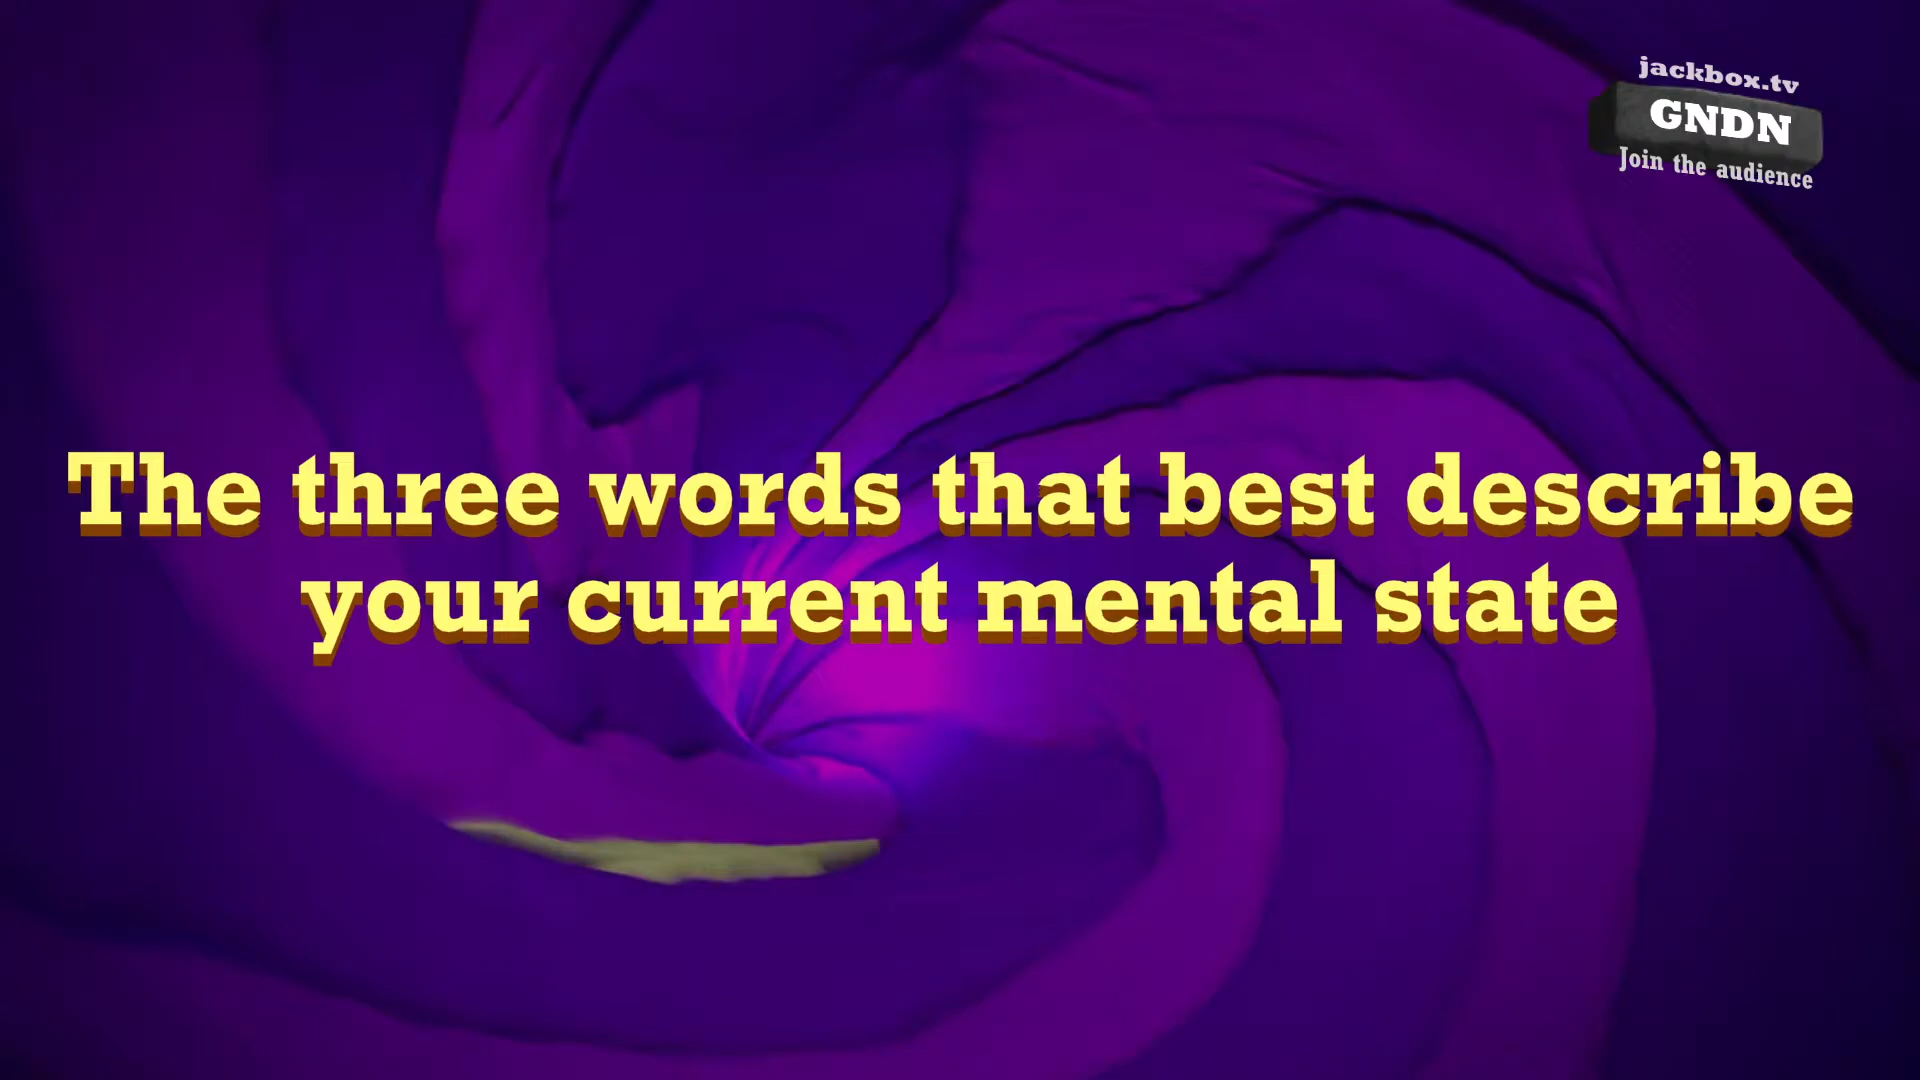 jackbox.tv
GNDN
Join the audience
The three words that best describe
your current mental state